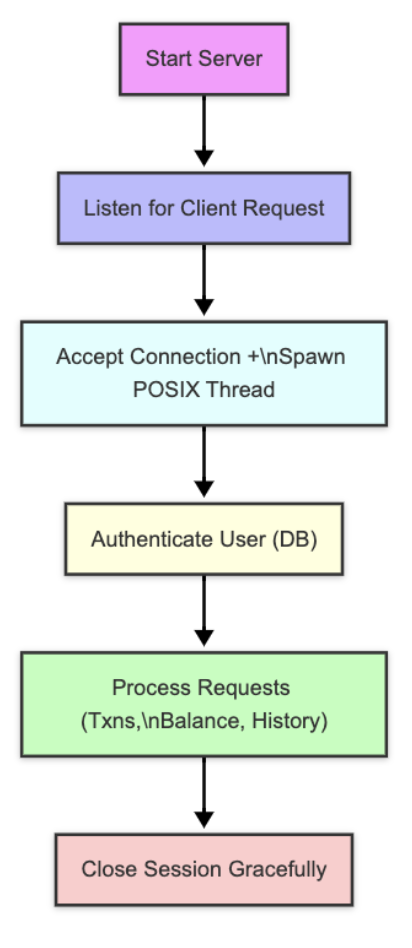 Start Server
Listen for Client Request
Accept Connection +\nSpawn
POSIX Thread
Authenticate User (DB)
Process Requests
(Txns,\nBalance, History)
Close Session Gracefully